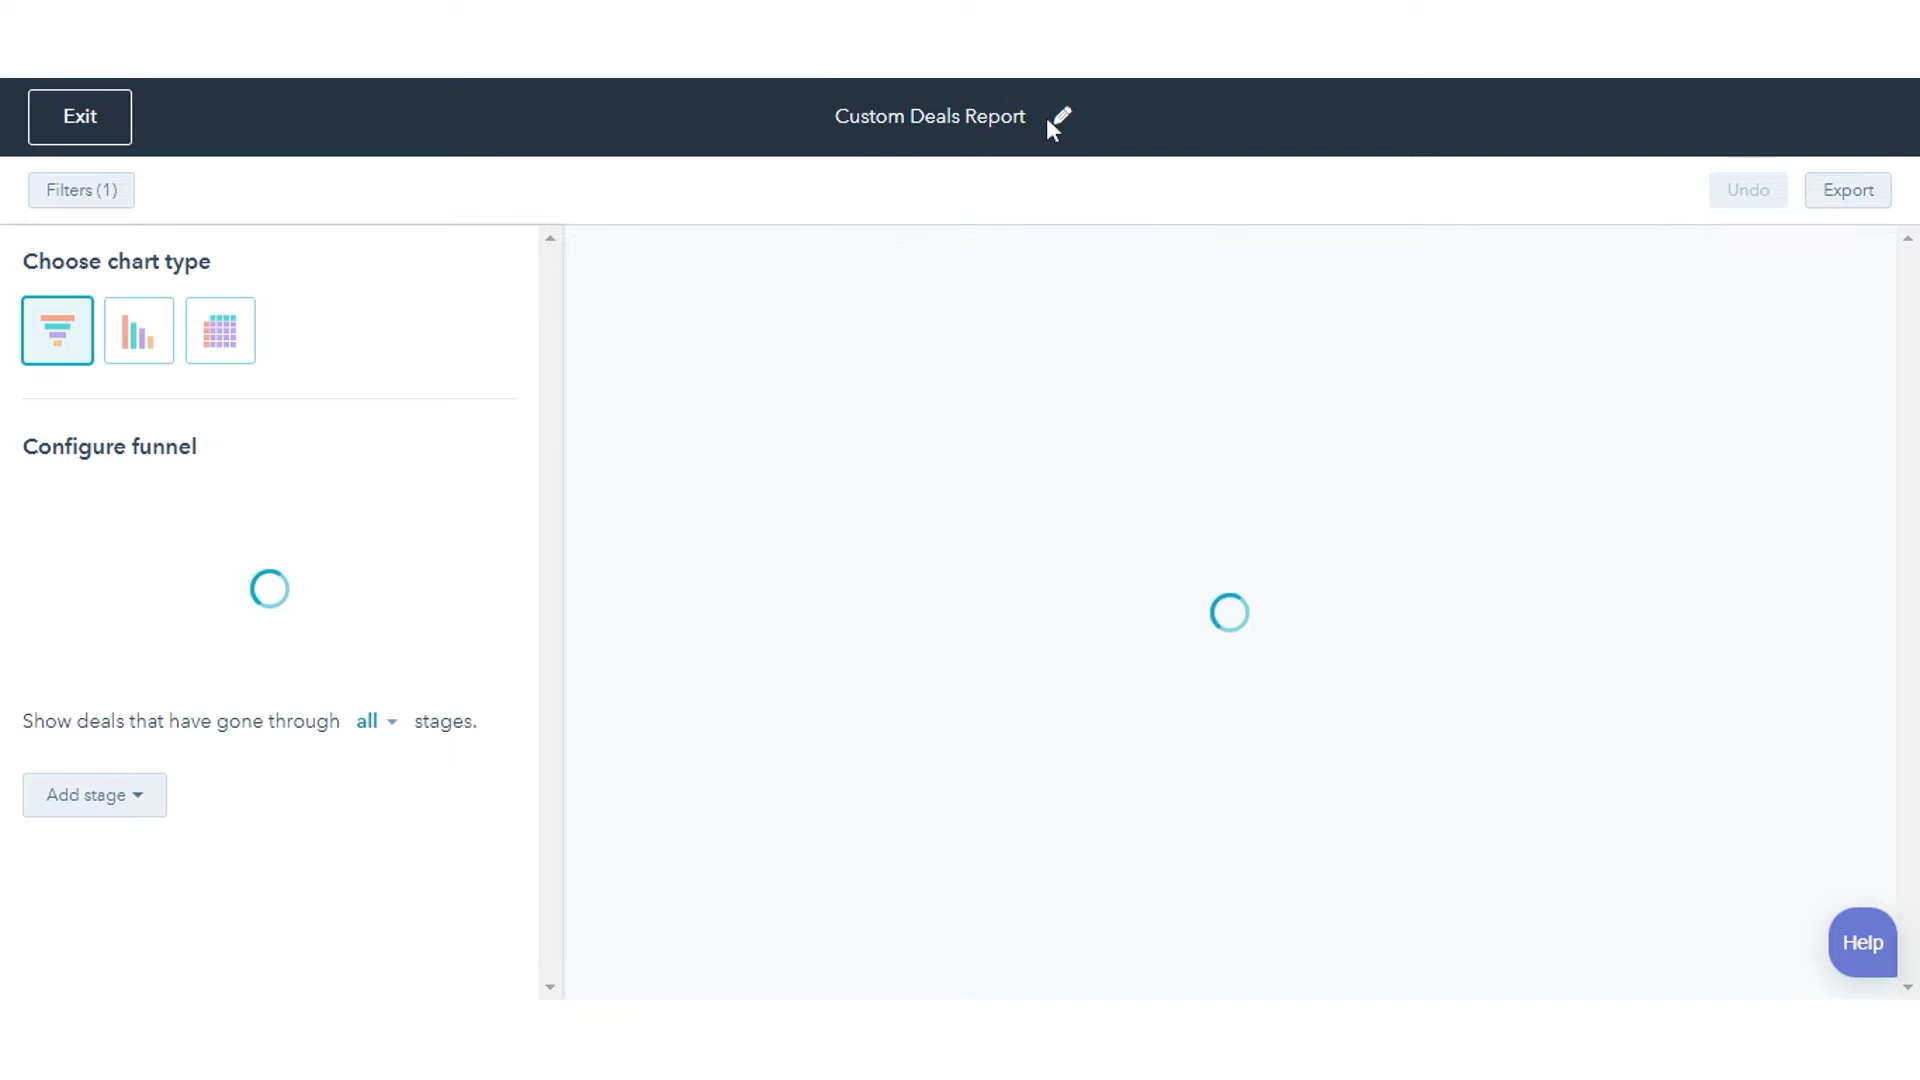 Exit
Custom Deals Report
Filters (1)
Undo
Export
Choose chart type
Configure funnel
Show deals that have gone through all stages.
Add stage
Help